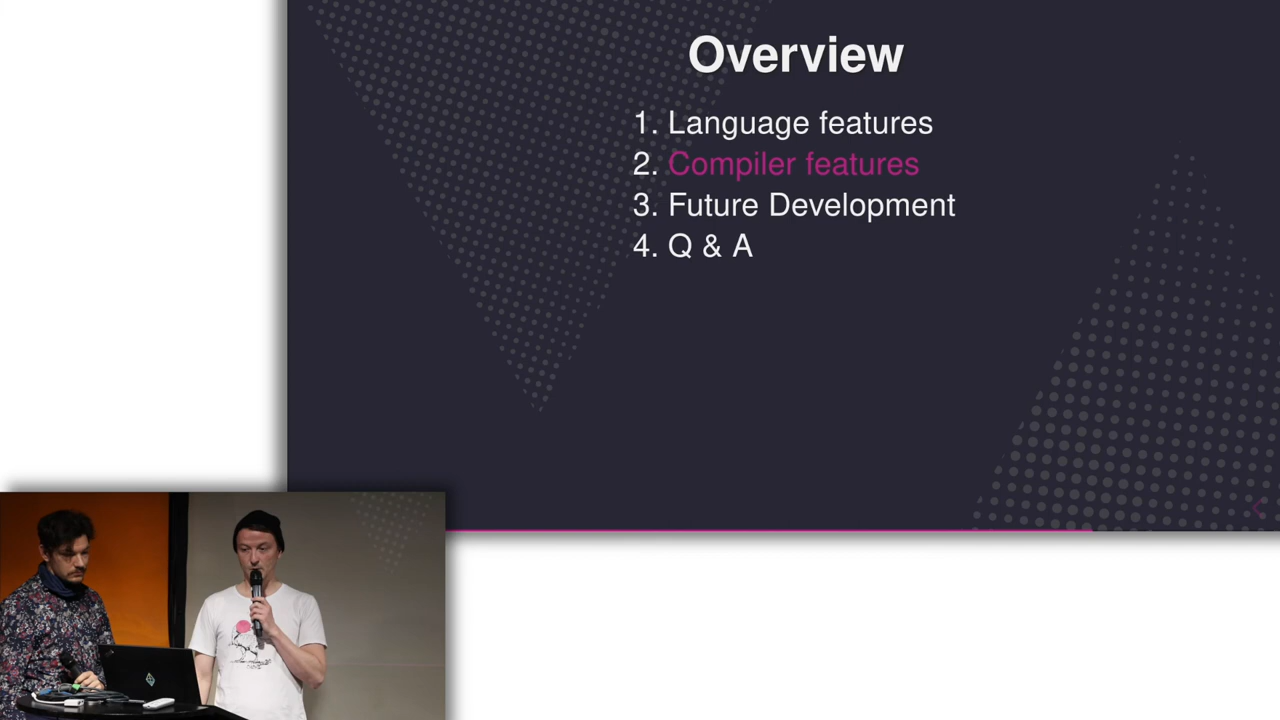 Overview
1. Language features
2. Compiler features
3. Future Development
4. Q & A